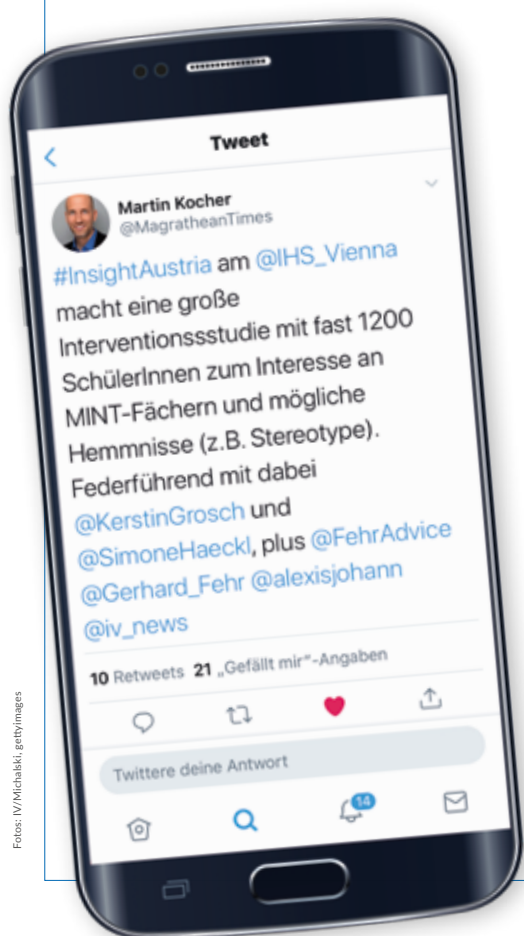 Tweet
Martin Kocher
@MagratheanTimes
#InsightAustria am @IHS_Vienna
macht eine große
Interventionssstudie mit fast 1200
SchülerInnen zum Interesse an
MINT-Fächern und mögliche
Hemmnisse (z.B. Stereotype).
Federführend mit dabei
@KerstinGrosch und
@SimoneHaeckl, plus @FehrAdvice
@Gerhard_Fehr @alexisjohann
@iv_news
10 Retweets 21 „Gefällt mir“-Angaben
Twittere deine Antwort
14
Fotos: IV/Michalski, gettyimages